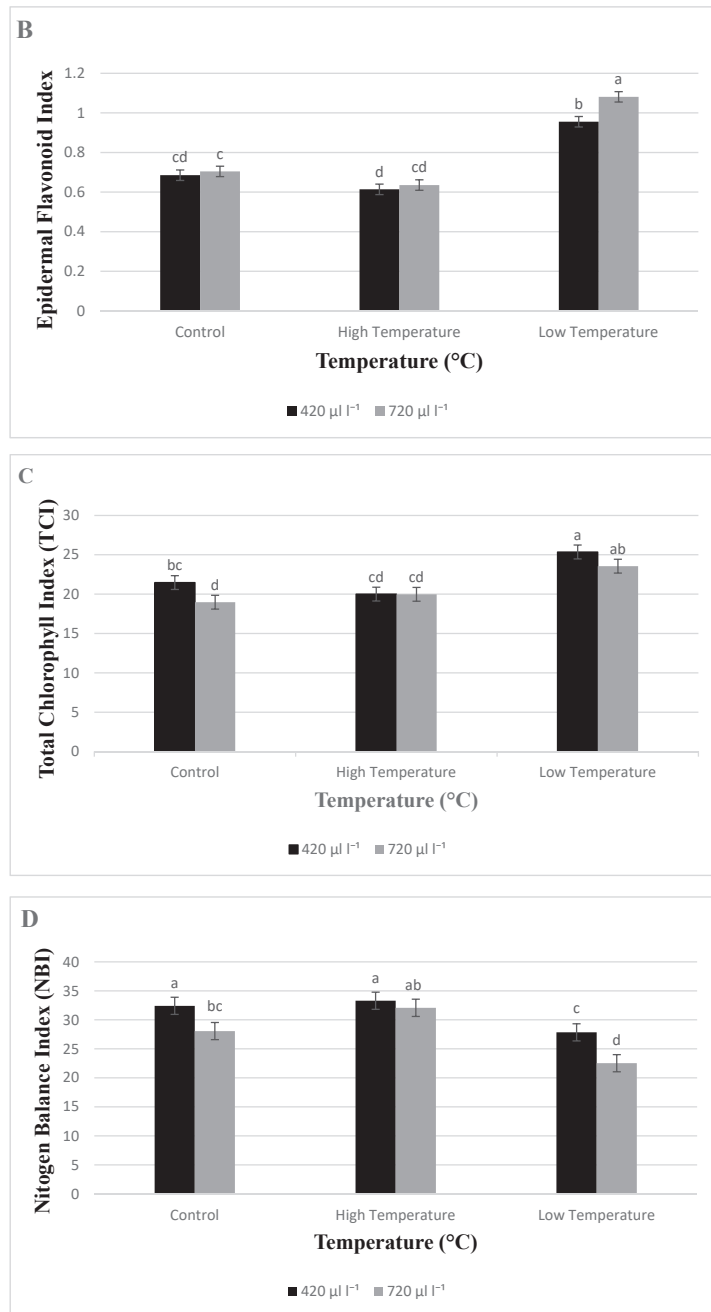 B
Epidermal Flavonoid Index
1.2
1
0.8
0.6
0.4
0.2
0
cd
c
d
cd
b
a
Control
High Temperature
Low Temperature
Temperature (°C)
420 µl l⁻¹
720 µl l⁻¹
C
Total Chlorophyll Index (TCI)
30
25
20
15
10
5
0
bc
d
cd
cd
a
ab
Control
High Temperature
Low Temperature
Temperature (°C)
420 µl l⁻¹
720 µl l⁻¹
D
Nitogen Balance Index (NBI)
40
35
30
25
20
15
10
5
0
a
bc
a
ab
c
d
Control
High Temperature
Low Temperature
Temperature (°C)
420 µl l⁻¹
720 µl l⁻¹